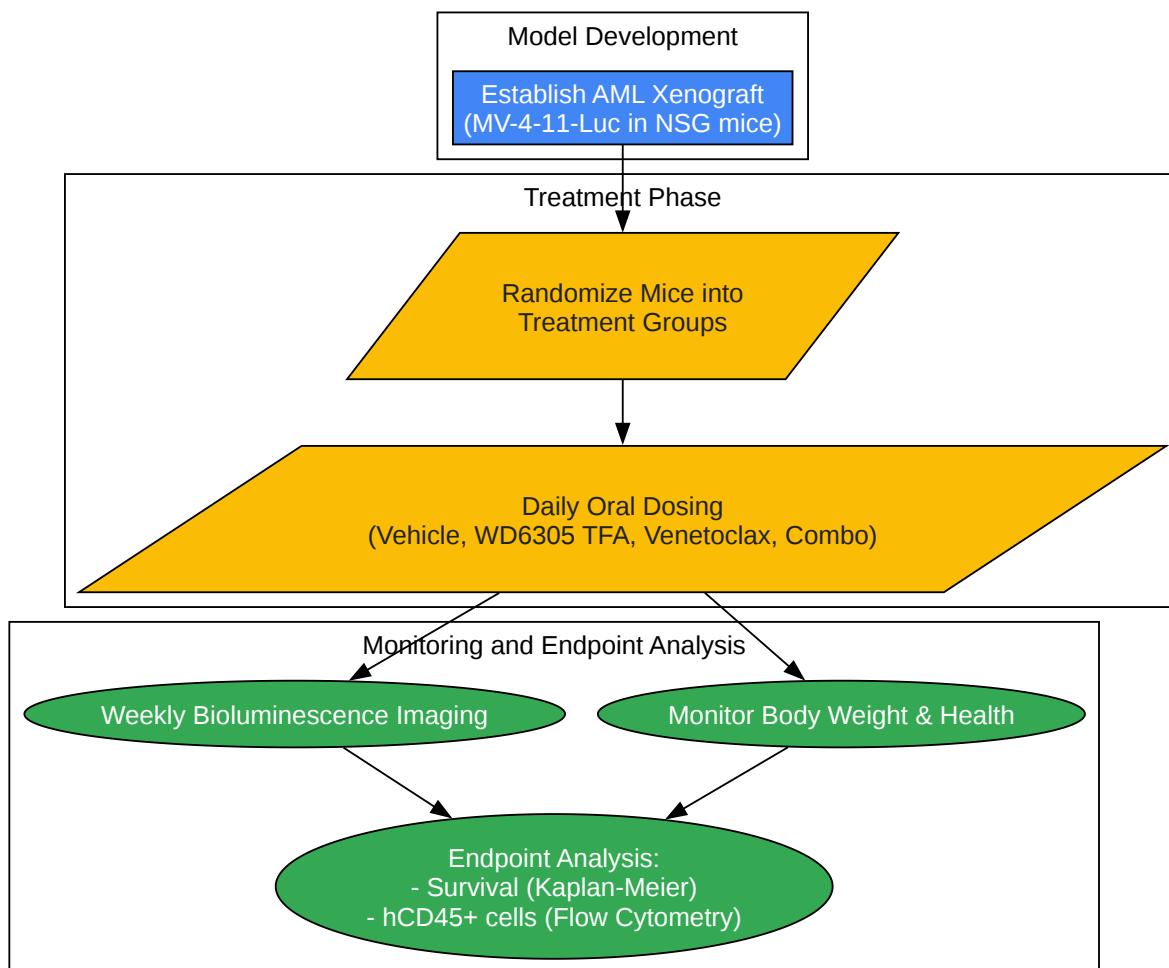 Model Development
Establish AML Xenograft
(MV-4-11-Luc in NSG mice)
Treatment Phase
Randomize Mice into
Treatment Groups
Daily Oral Dosing
(Vehicle, WD6305 TFA, Venetoclax, Combo)
Monitoring and Endpoint Analysis
Weekly Bioluminescence Imaging
Monitor Body Weight & Health
Endpoint Analysis:
- Survival (Kaplan-Meier)
- hCD45+ cells (Flow Cytometry)